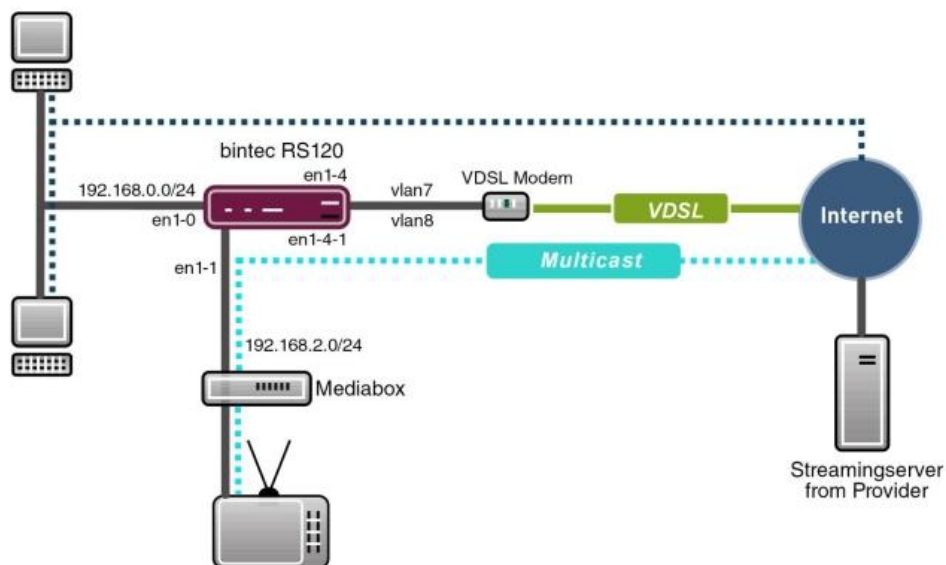 bintec RS120
en1-4
192.168.0.0/24
en1-0
vlan7
vlan8
VDSL Modem
VDSL
Internet
en1-4-1
en1-1
Multicast
192.168.2.0/24
Mediabox
Streamingserver
from Provider